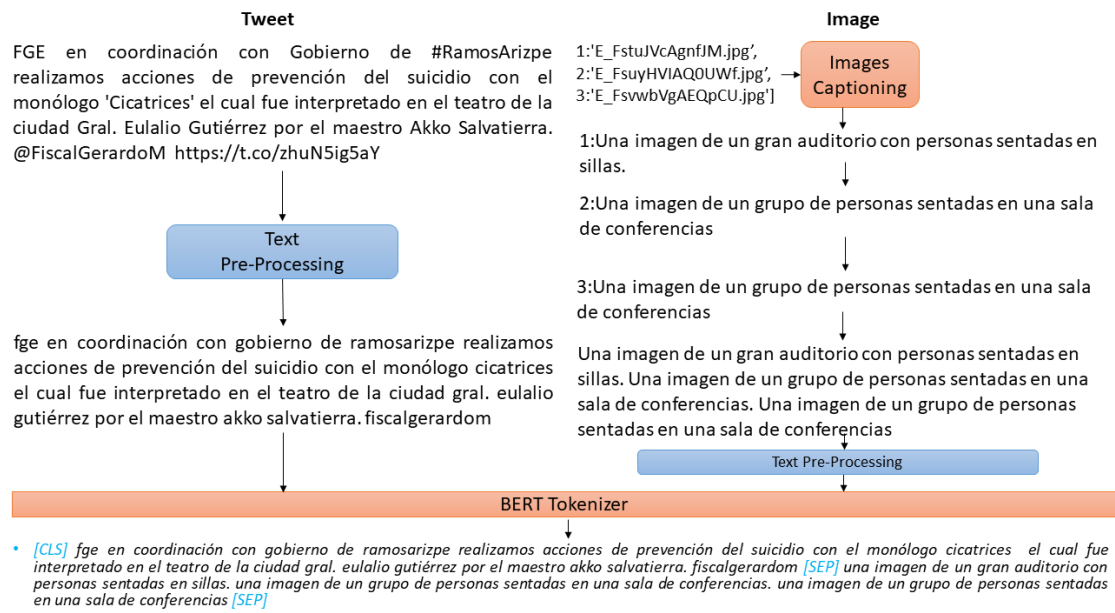 Tweet
FGE en coordinación con Gobierno de #RamosArizpe
realizamos acciones de prevención del suicidio con el
monólogo 'Cicatrices' el cual fue interpretado en el teatro de la
ciudad Gral. Eulalio Gutiérrez por el maestro Akko Salvatierra.
@FiscalGerardoM https://t.co/zhuN5ig5aY
Text
Pre-Processing
fge en coordinación con gobierno de ramosarizpe realizamos
acciones de prevención del suicidio con el monólogo cicatrices
el cual fue interpretado en el teatro de la ciudad gral. eulalio
gutiérrez por el maestro akko salvatierra. fiscalgerardom
Image
1:'E_FstuJVcAgnfJM.jpg',
2:'E_FsuyHVIAQ0UWf.jpg',
3:'E_FsvwbVgAEQpCU.jpg']
Images
Captioning
1:Una imagen de un gran auditorio con personas sentadas en
sillas.
2:Una imagen de un grupo de personas sentadas en una sala
de conferencias
3:Una imagen de un grupo de personas sentadas en una sala
de conferencias
Una imagen de un gran auditorio con personas sentadas en
sillas. Una imagen de un grupo de personas sentadas en una
sala de conferencias. Una imagen de un grupo de personas
sentadas en una sala de conferencias
Text Pre-Processing
BERT Tokenizer
• [CLS] fge en coordinación con gobierno de ramosarizpe realizamos acciones de prevención del suicidio con el monólogo cicatrices el cual fue
interpretado en el teatro de la ciudad gral. eulalio gutiérrez por el maestro akko salvatierra. fiscalgerardom [SEP] una imagen de un gran auditorio con
personas sentadas en sillas. una imagen de un grupo de personas sentadas en una sala de conferencias. una imagen de un grupo de personas sentadas
en una sala de conferencias [SEP]